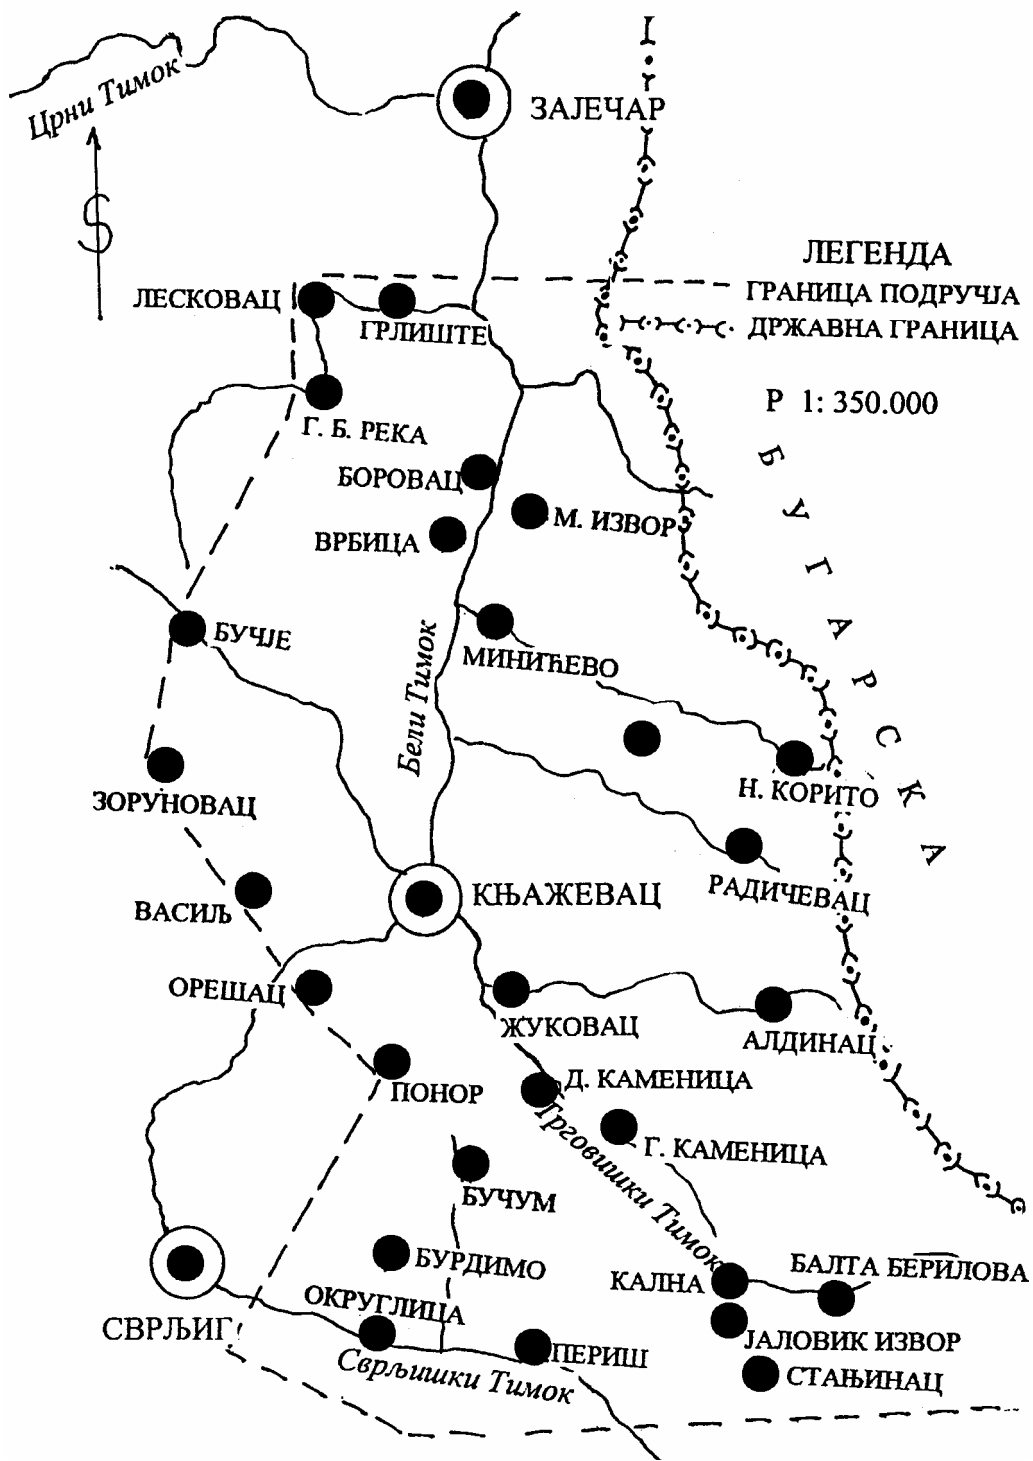 Црни Тимок
ЗАЈЕЧАР
S
ЛЕГЕНДА
ГРАНИЦА ПОДРУЧЈА
ДРЖАВНА ГРАНИЦА
Р 1: 350.000
ЛЕСКОВАЦ
ГРЛИШТЕ
Г. Б. РЕКА
БОРОВАЦ
М. ИЗВОР
ВРБИЦА
БУГАРСКА
БУЧЈЕ
МИНИЋЕВО
Бели Тимок
ЗОРУНОВАЦ
Н. КОРИТО
РАДИЧЕВАЦ
КЊАЖЕВАЦ
ВАСИЉ
ОРЕШАЦ
ЖУКОВАЦ
АЛДИНАЦ
ПОНОР
Д. КАМЕНИЦА
Г. КАМЕНИЦА
Трговишки Тимок
БУЧУМ
БУРДИМО
КАЛНА
БАЛТА БЕРИЛОВА
ОКРУГЛИЦА
СВРЉИГ
ЈАЛОВИК ИЗВОР
ПЕРИШ
Сврљишки Тимок
СТАЊИНАЦ